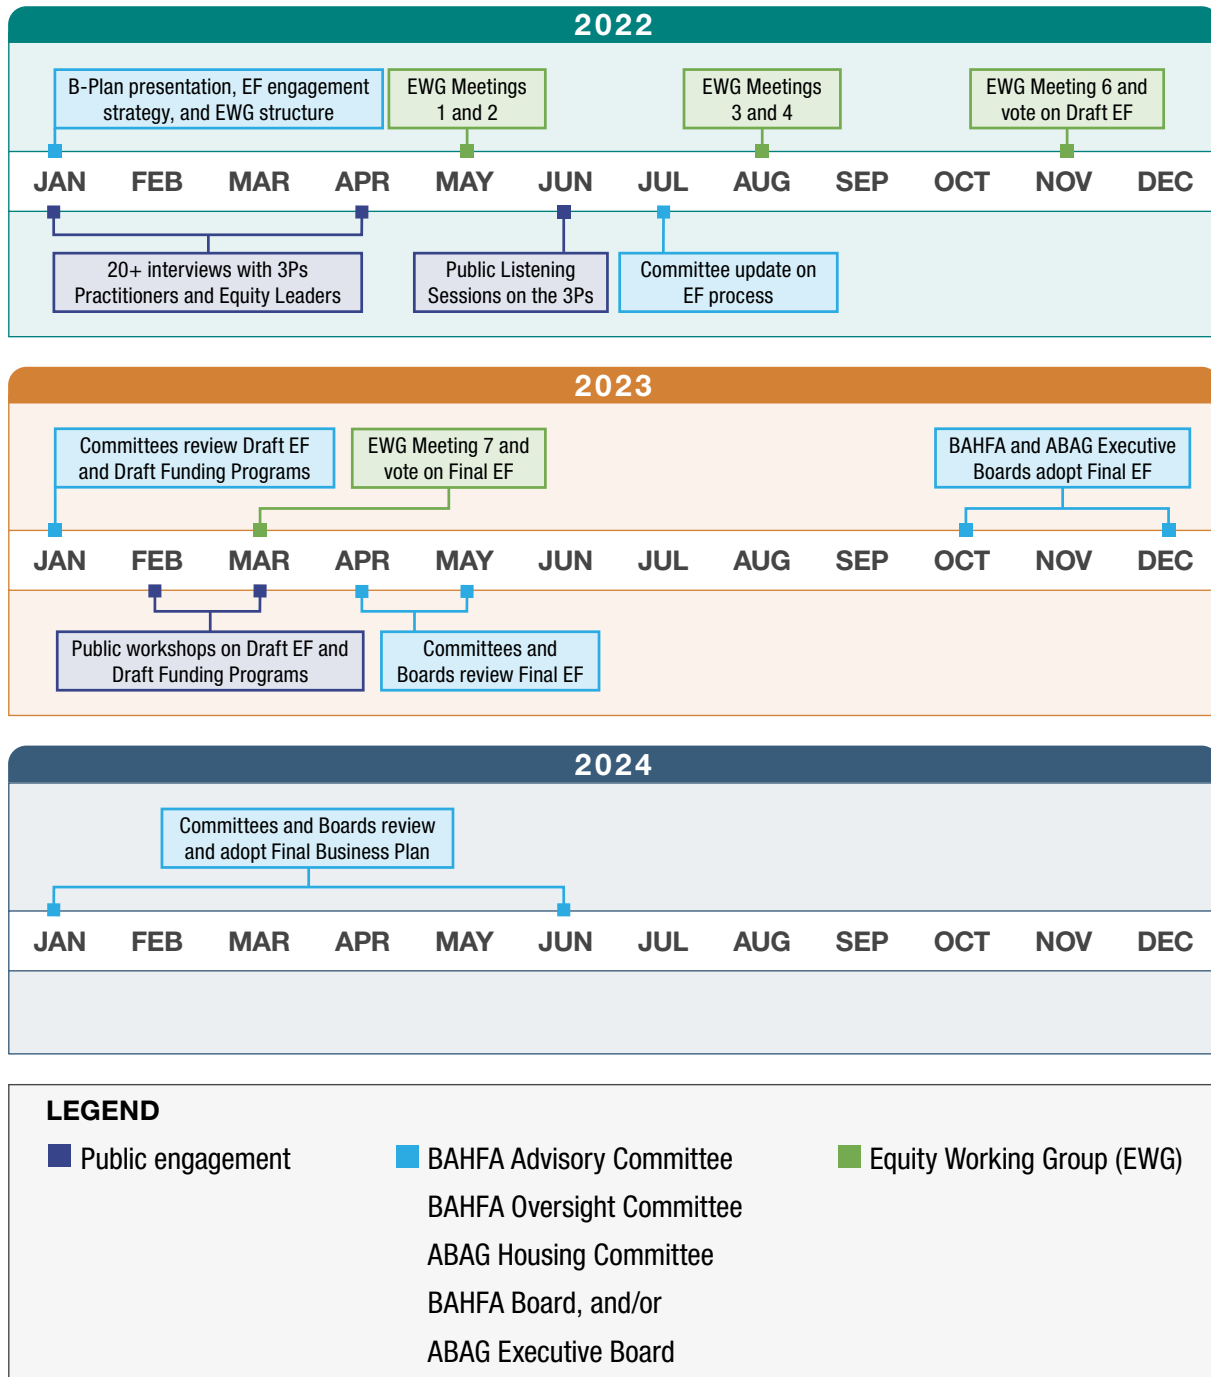 2022
B-Plan presentation, EF engagement
strategy, and EWG structure
EWG Meetings
1 and 2
EWG Meetings
3 and 4
EWG Meeting 6 and
vote on Draft EF
JAN FEB MAR APR MAY JUN JUL AUG SEP OCT NOV DEC
20+ interviews with 3Ps
Practitioners and Equity Leaders
Public Listening
Sessions on the 3Ps
Committee update on
EF process
2023
Committees review Draft EF
and Draft Funding Programs
EWG Meeting 7 and
vote on Final EF
BAHFA and ABAG Executive
Boards adopt Final EF
JAN FEB MAR APR MAY JUN JUL AUG SEP OCT NOV DEC
Public workshops on Draft EF and
Draft Funding Programs
Committees and
Boards review Final EF
2024
Committees and Boards review
and adopt Final Business Plan
JAN FEB MAR APR MAY JUN JUL AUG SEP OCT NOV DEC
LEGEND
Public engagement
BAHFA Advisory Committee
BAHFA Oversight Committee
ABAG Housing Committee
BAHFA Board, and/or
ABAG Executive Board
Equity Working Group (EWG)